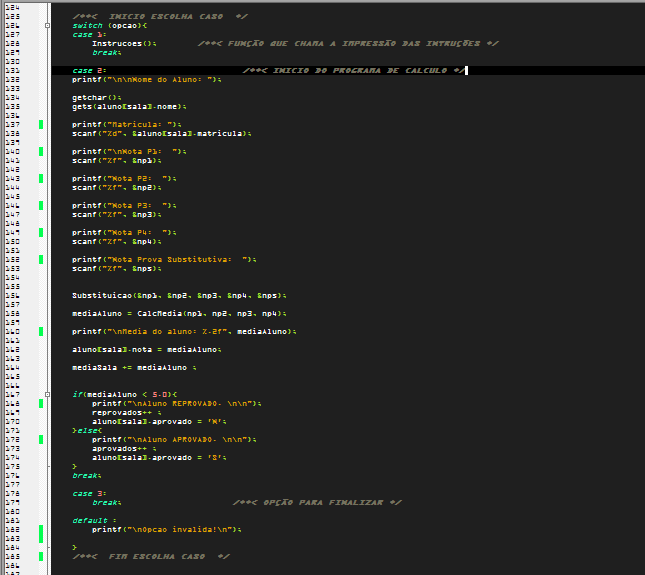 124
125 /**< INICIO ESCOLHA CASO */
126 switch (opcao){
127 case 1:
128 Instrucoes(); /**< FUNÇÃO QUE CHAMA A IMPRESSÃO DAS INTRUÇÕES */
129 break;
130
131 case 2: /**< INICIO DO PROGRAMA DE CALCULO */
132 printf("\n\nNome do Aluno: ");
133
134 getchar();
135 gets(aluno[sala].nome);
136
137 printf("Matricula: ");
138 scanf("%d", &aluno[sala].matricula);
139
140 printf("\nNota P1:  ");
141 scanf("%f", &np1);
142
143 printf("Nota P2:  ");
144 scanf("%f", &np2);
145
146 printf("Nota P3:  ");
147 scanf("%f", &np3);
148
149 printf("Nota P4:  ");
150 scanf("%f", &np4);
151
152 printf("Nota Prova Substitutiva:  ");
153 scanf("%f", &nps);
154
155
156 Substituicao(&np1, &np2, &np3, &np4, &nps);
157
158 mediaAluno = CalcMedia(np1, np2, np3, np4);
159
160 printf("\nMedia do aluno: %.2f", mediaAluno);
161
162 aluno[sala].nota = mediaAluno;
163
164 mediaSala += mediaAluno ;
165
166
167 if(mediaAluno < 5.0){
168 printf("\nAluno REPROVADO. \n\n");
169 reprovados++ ;
170 aluno[sala].aprovado = 'N';
171 }else{
172 printf("\nAluno APROVADO. \n\n");
173 aprovados++ ;
174 aluno[sala].aprovado = 'S';
175 }
176 break;
177
178 case 3:
179 break; /**< OPÇÃO PARA FINALIZAR */
180
181 default :
182 printf("\nOpcao invalida!\n");
183
184 }
185 /**< FIM ESCOLHA CASO */
186